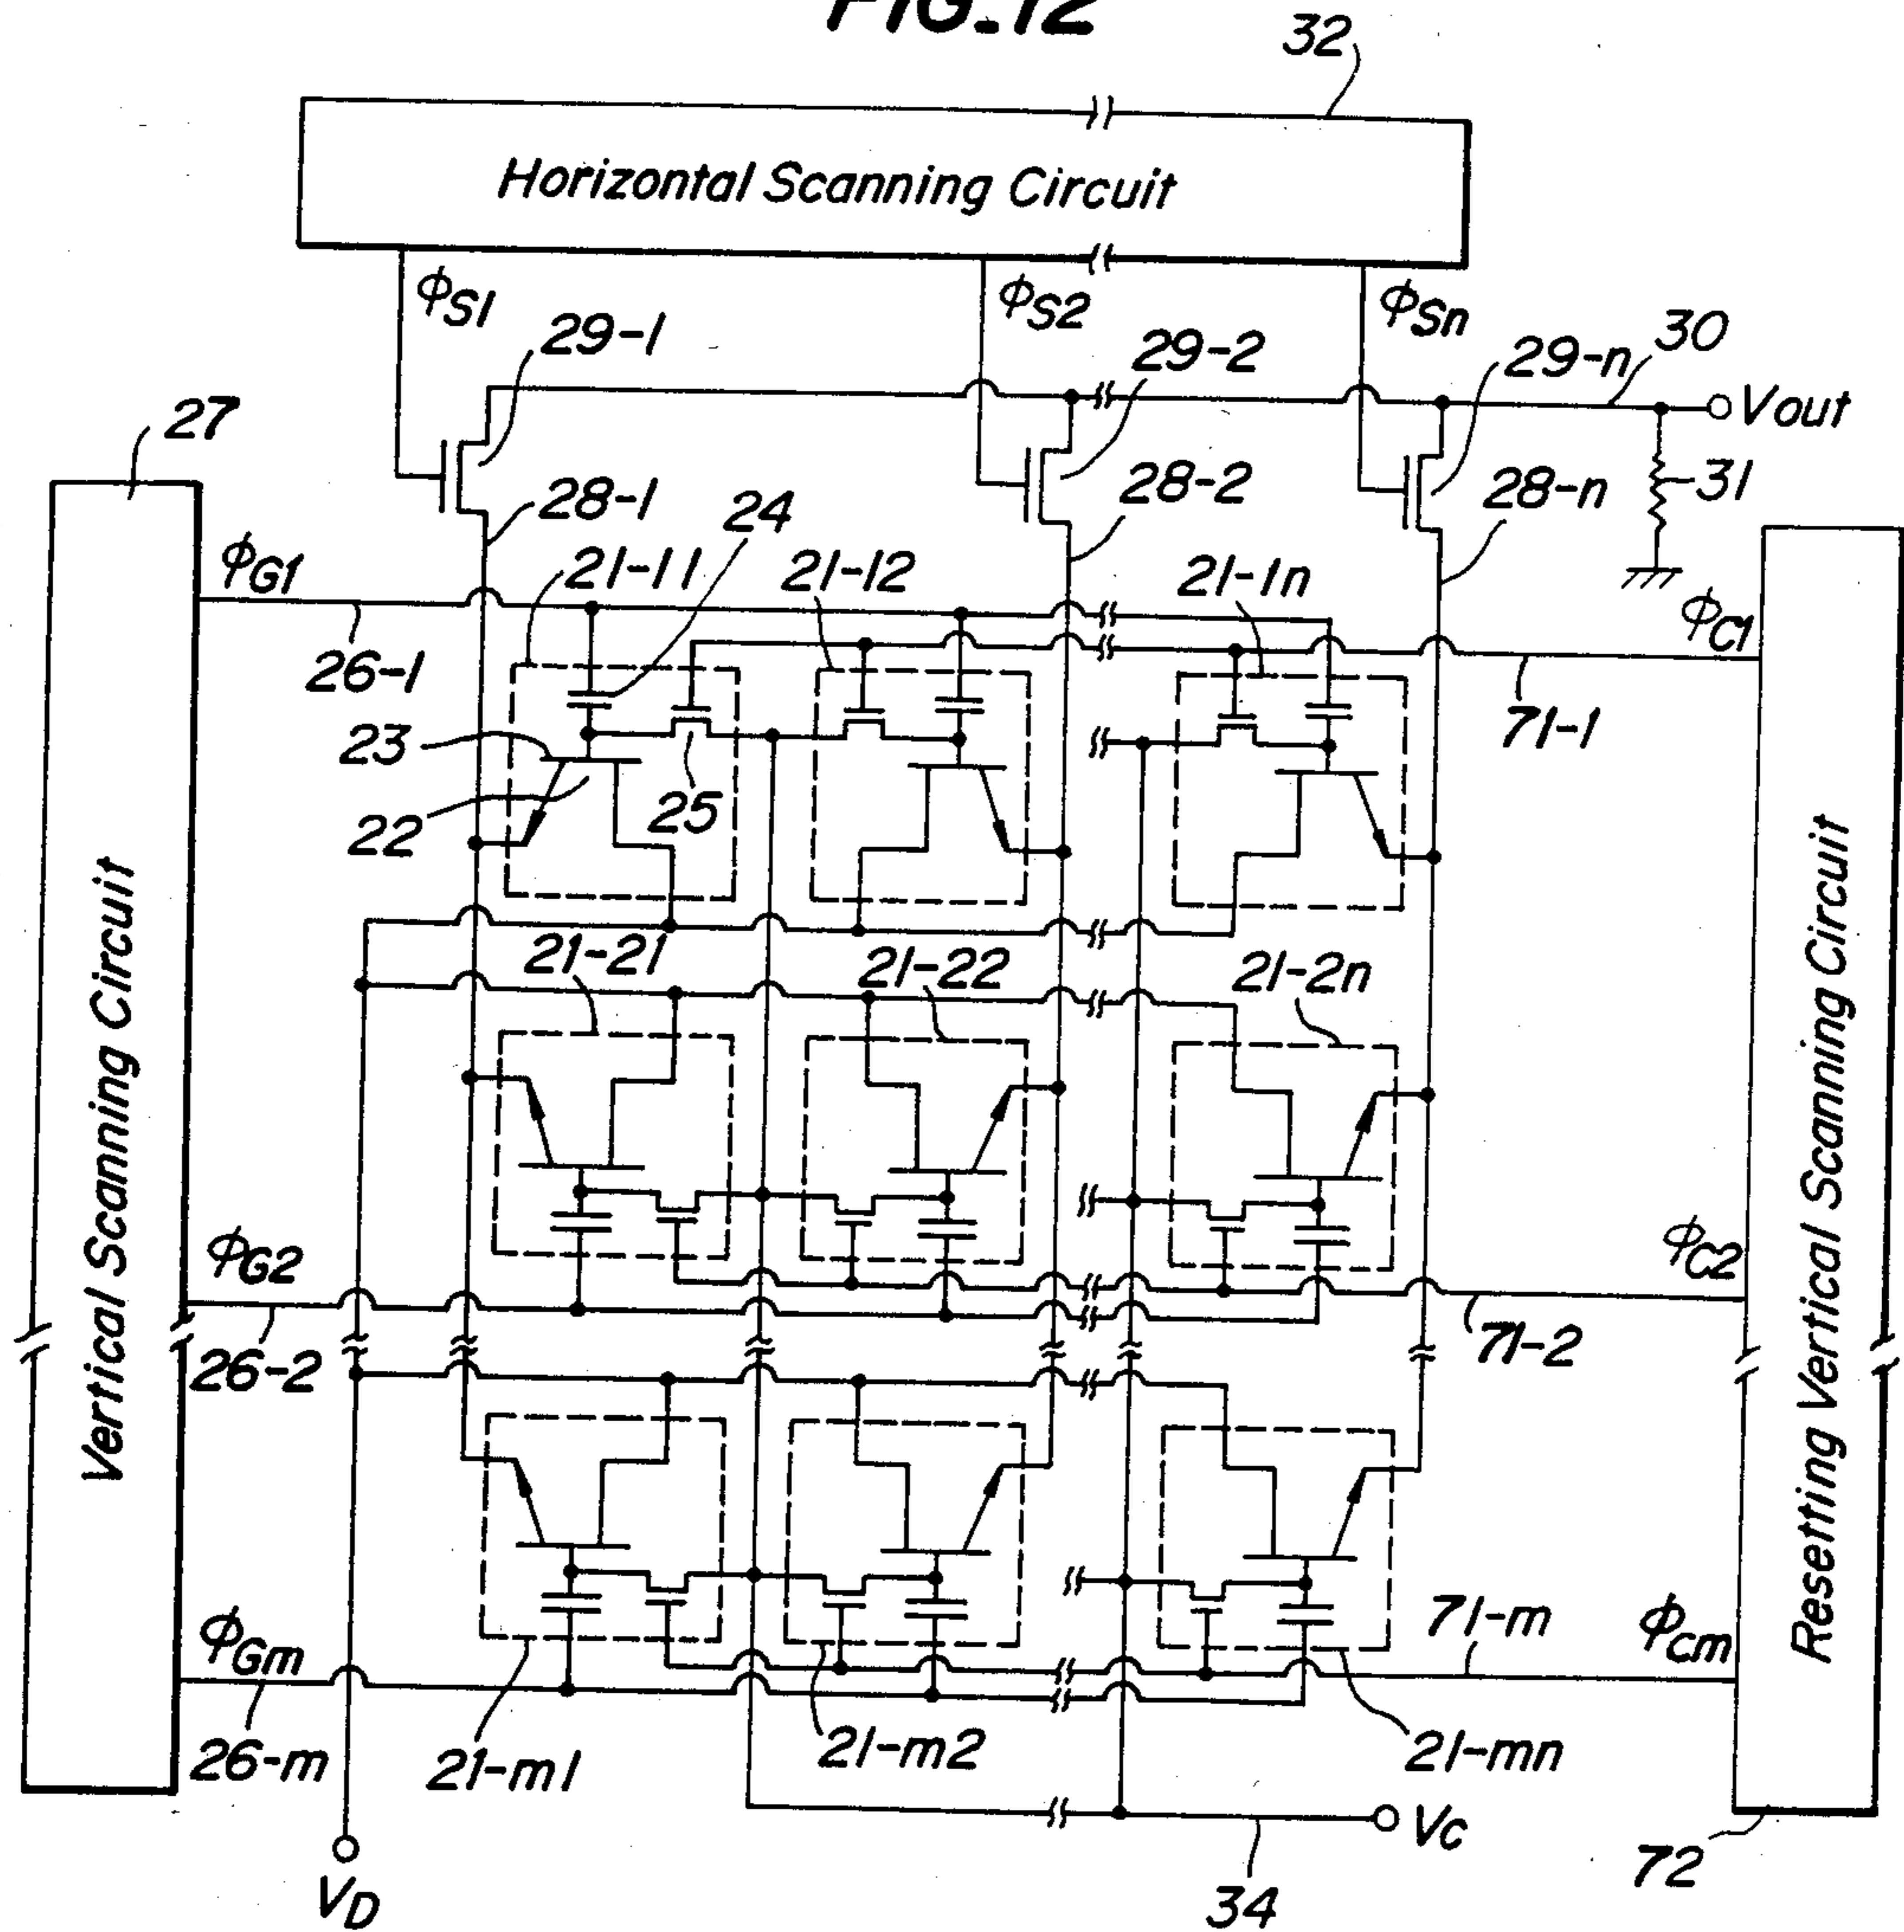 FIG_12
32
Horizontal Scanning Circuit
φS1
φS2
φSn
29-1
29-2
29-n
30
Vout
27
28-1
24
28-2
28-n
31
φG1
21-11
21-12
21-1n
φC1
26-1
71-1
23
22
25
Vertical Scanning Circuit
Resetting Vertical Scanning Circuit
21-21
21-22
21-2n
φG2
φC2
26-2
71-2
φGm
71-m
φCm
26-m
21-m1
21-m2
21-mn
VD
VC
34
72